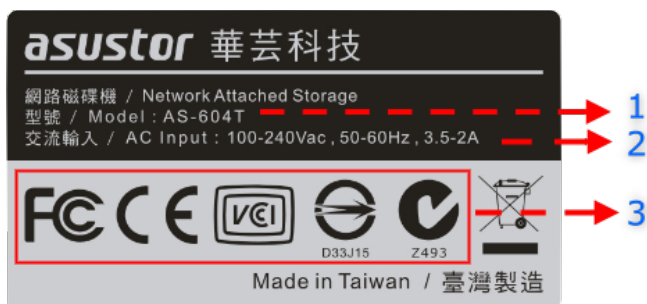 asustor 華芸科技
網路磁碟機 / Network Attached Storage
型號 / Model : AS-604T
1
交流輸入 / AC Input : 100-240Vac , 50-60Hz , 3.5-2A
2
FC CE VCI
3
D33J15 Z493
Made in Taiwan / 臺灣製造